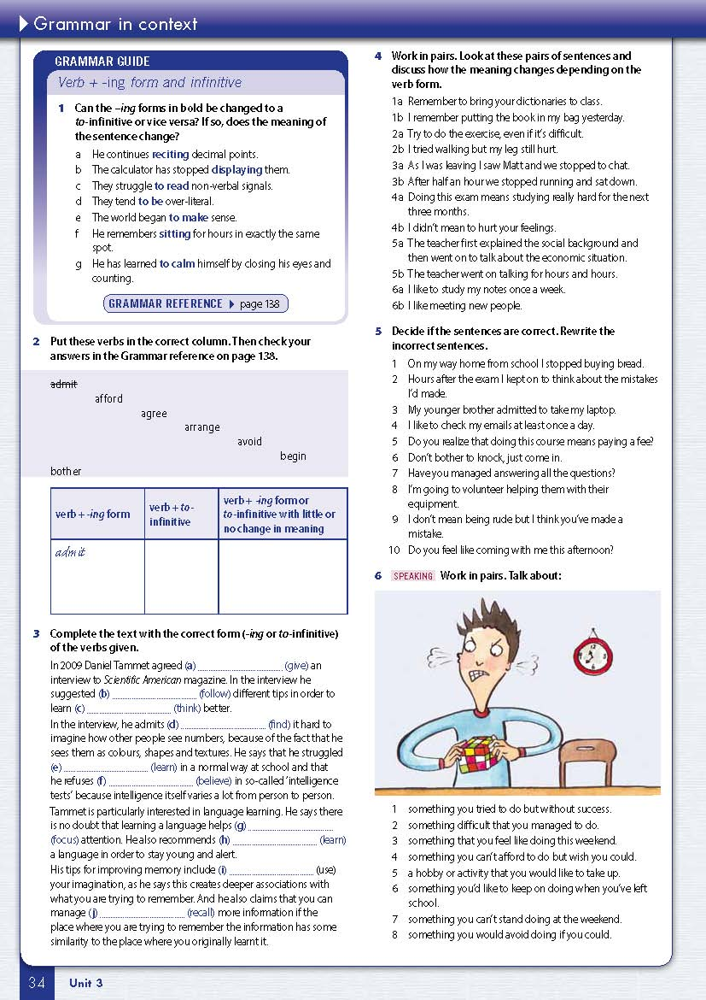 Grammar in context
GRAMMAR GUIDE
Verb + -ing form and infinitive
1 Can the –ing forms in bold be changed to a
to-infinitive or vice versa? If so, does the meaning of
the sentence change?
a He continues reciting decimal points.
b The calculator has stopped displaying them.
c They struggle to read non-verbal signals.
d They tend to be over-literal.
e The world began to make sense.
f He remembers sitting for hours in exactly the same
spot.
g He has learned to calm himself by closing his eyes and
counting.
GRAMMAR REFERENCE page 138
2 Put these verbs in the correct column. Then check your
answers in the Grammar reference on page 138.
admit
afford
agree
arrange
avoid
begin
bother
verb + -ing form
verb + to-
infinitive
verb + -ing form or
to-infinitive with little or
no change in meaning
admit
3 Complete the text with the correct form (-ing or to-infinitive)
of the verbs given.
In 2009 Daniel Tammet agreed (a) (give) an
interview to Scientific American magazine. In the interview he
suggested (b) (follow) different tips in order to
learn (c) (think) better.
In the interview, he admits (d) (find) it hard to
imagine how other people see numbers, because of the fact that he
sees them as colours, shapes and textures. He says that he struggled
(e) (learn) in a normal way at school and that
he refuses (f) (believe) in so-called ‘intelligence
tests’ because intelligence itself varies a lot from person to person.
Tammet is particularly interested in language learning. He says there
is no doubt that learning a language helps (g)
(focus) attention. He also recommends (h) (learn)
a language in order to stay young and alert.
His tips for improving memory include (i) (use)
your imagination, as he says this creates deeper associations with
what you are trying to remember. And he also claims that you can
manage (j) (recall) more information if the
place where you are trying to remember the information has some
similarity to the place where you originally learnt it.
4 Work in pairs. Look at these pairs of sentences and
discuss how the meaning changes depending on the
verb form.
1a Remember to bring your dictionaries to class.
1b I remember putting the book in my bag yesterday.
2a Try to do the exercise, even if it’s difficult.
2b I tried walking but my leg still hurt.
3a As I was leaving I saw Matt and we stopped to chat.
3b After half an hour we stopped running and sat down.
4a Doing this exam means studying really hard for the next
three months.
4b I didn’t mean to hurt your feelings.
5a The teacher first explained the social background and
then went on to talk about the economic situation.
5b The teacher went on talking for hours and hours.
6a I like to study my notes once a week.
6b I like meeting new people.
5 Decide if the sentences are correct. Rewrite the
incorrect sentences.
1 On my way home from school I stopped buying bread.
2 Hours after the exam I kept on to think about the mistakes
I’d made.
3 My younger brother admitted to take my laptop.
4 I like to check my emails at least once a day.
5 Do you realize that doing this course means paying a fee?
6 Don’t bother to knock, just come in.
7 Have you managed answering all the questions?
8 I’m going to volunteer helping them with their
equipment.
9 I don’t mean being rude but I think you’ve made a
mistake.
10 Do you feel like coming with me this afternoon?
6 SPEAKING Work in pairs. Talk about:
1 something you tried to do but without success.
2 something difficult that you managed to do.
3 something that you feel like doing this weekend.
4 something you can’t afford to do but wish you could.
5 a hobby or activity that you would like to take up.
6 something you’d like to keep on doing when you’ve left
school.
7 something you can’t stand doing at the weekend.
8 something you would avoid doing if you could.
34 Unit 3